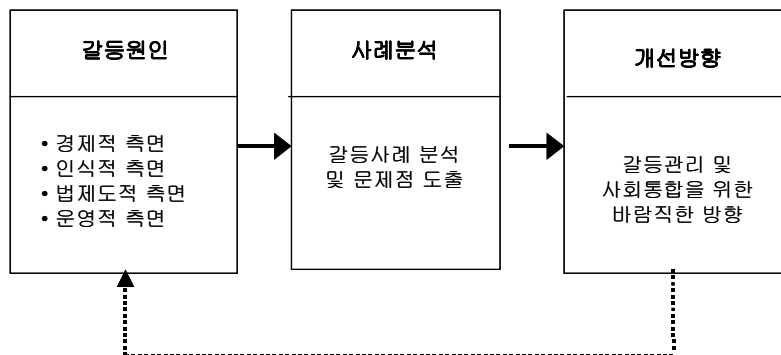 갈등원인
• 경제적 측면
• 인식적 측면
• 법제도적 측면
• 운영적 측면
사례분석
갈등사례 분석
및 문제점 도출
개선방향
갈등관리 및
사회통합을 위한
바람직한 방향